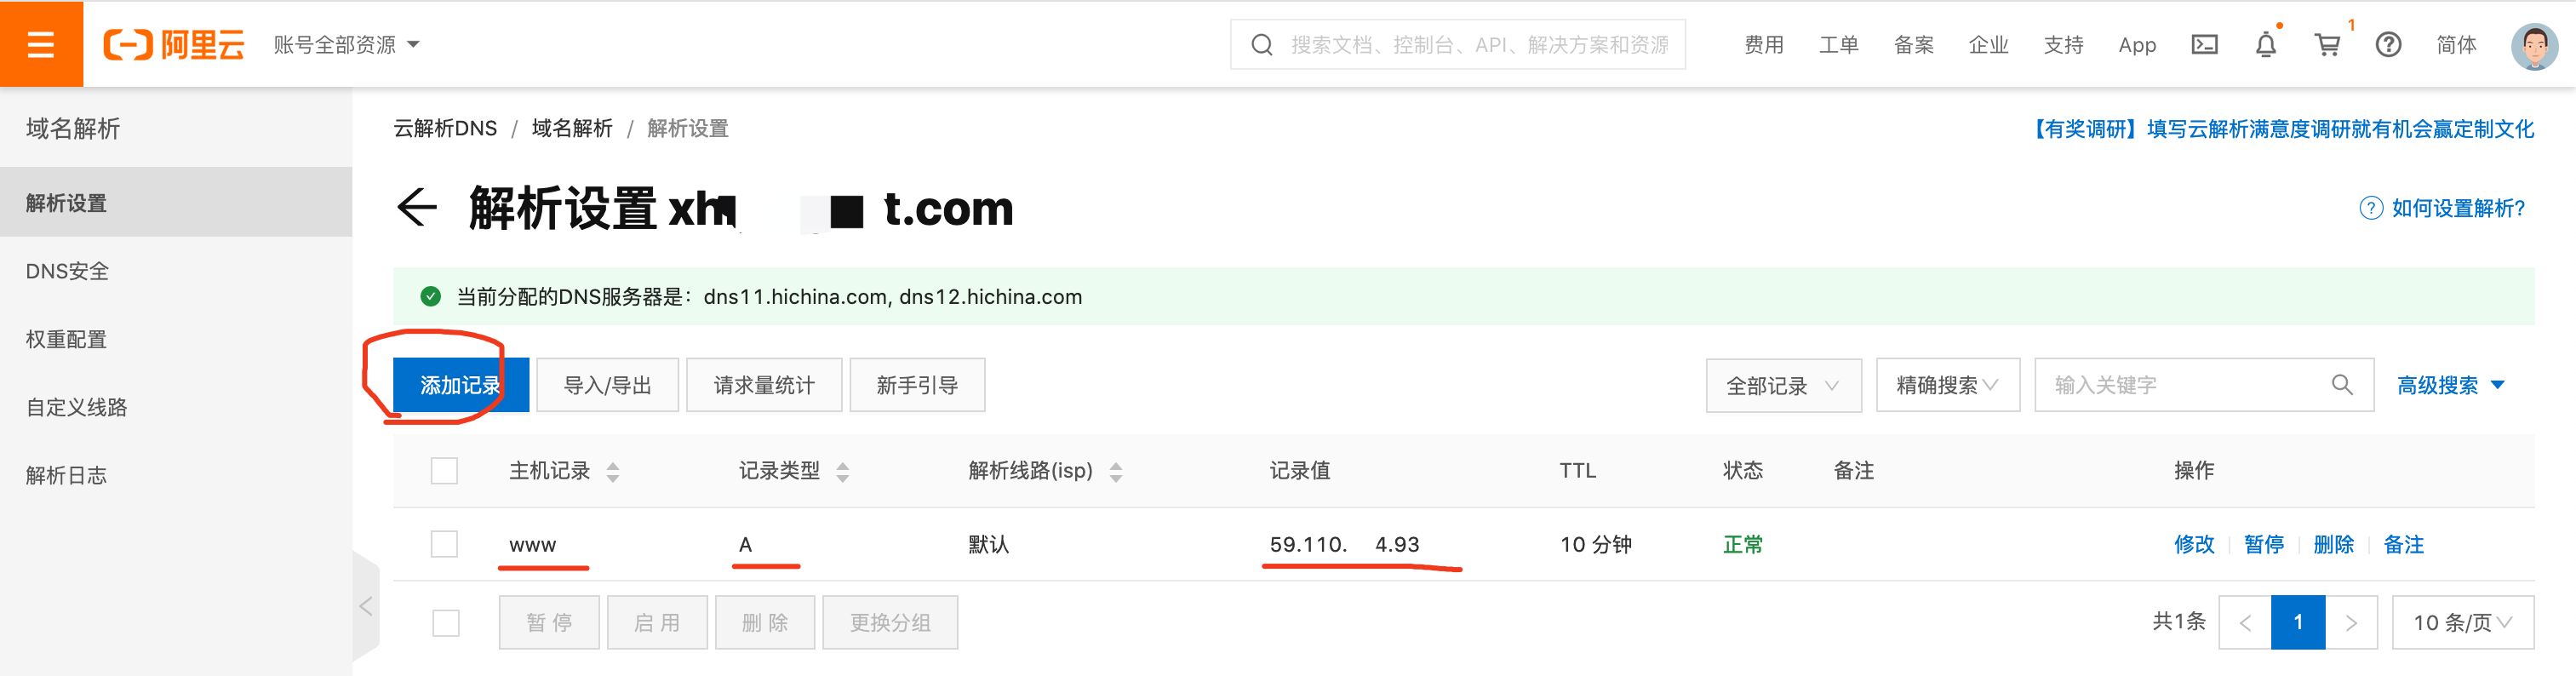 阿里云 账号全部资源 搜索文档、控制台、API、解决方案和资源 费用 工单 备案 企业 支持 App 1 简体
域名解析
解析设置
DNS安全
权重配置
自定义线路
解析日志
云解析DNS / 域名解析 / 解析设置
【有奖调研】填写云解析满意度调研就有机会赢定制文化
解析设置 xh t.com
如何设置解析?
当前分配的DNS服务器是：dns11.hichina.com, dns12.hichina.com
添加记录 导入/导出 请求量统计 新手引导 全部记录 精确搜索 输入关键字 高级搜索
主机记录 记录类型 解析线路(isp) 记录值 TTL 状态 备注 操作
www A 默认 59.110. 4.93 10 分钟 正常 修改 暂停 删除 备注
暂停 启用 删除 更换分组 共1条 < 1 > 10 条/页